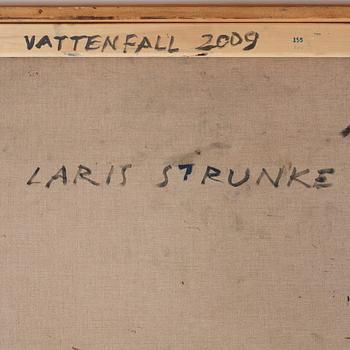 VATTENFALL 2009 155
LARIS STRUNKE